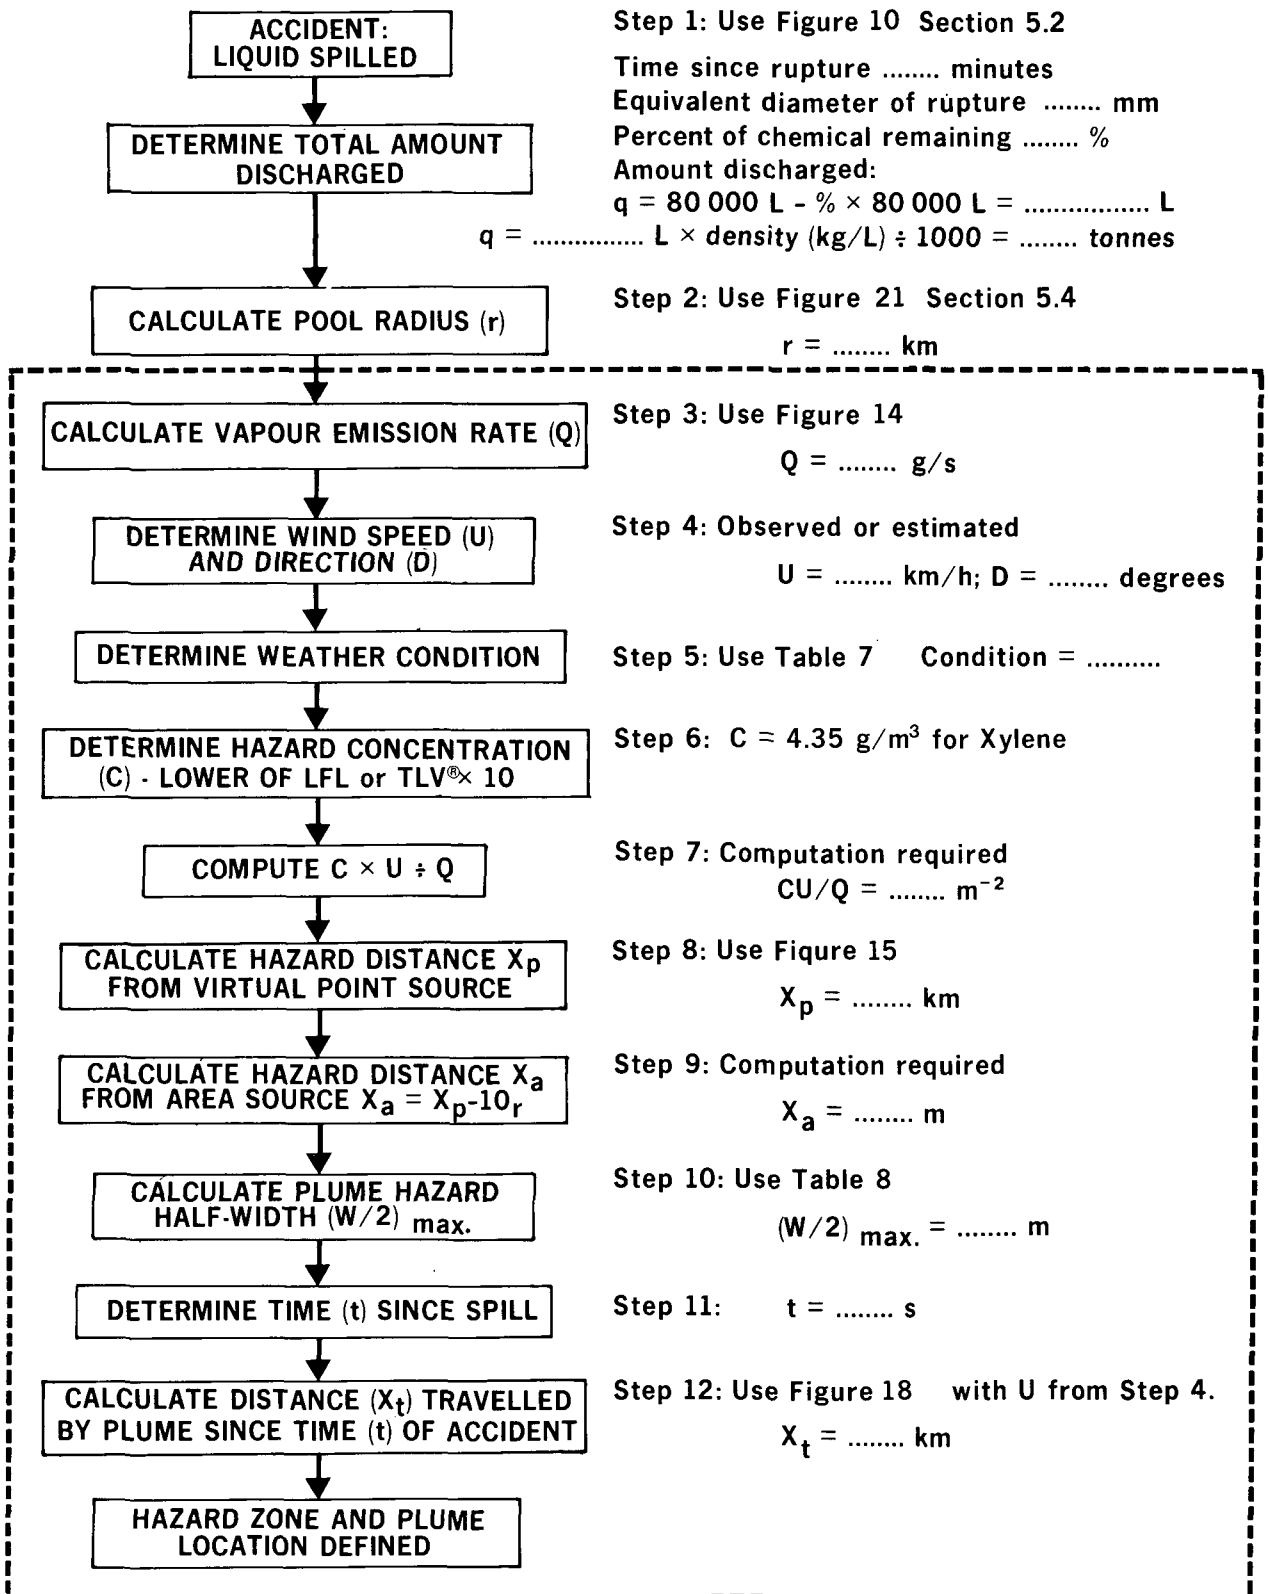 ACCIDENT:
LIQUID SPILLED
Step 1: Use Figure 10 Section 5.2
Time since rupture ........ minutes
Equivalent diameter of rupture ........ mm
Percent of chemical remaining ........ %
Amount discharged:
q = 80 000 L - % × 80 000 L = ................. L
q = ............... L × density (kg/L) ÷ 1000 = ........ tonnes
DETERMINE TOTAL AMOUNT
DISCHARGED
CALCULATE POOL RADIUS (r)
Step 2: Use Figure 21 Section 5.4
r = ........ km
CALCULATE VAPOUR EMISSION RATE (Q)
Step 3: Use Figure 14
Q = ........ g/s
DETERMINE WIND SPEED (U)
AND DIRECTION (D)
Step 4: Observed or estimated
U = ........ km/h; D = ........ degrees
DETERMINE WEATHER CONDITION
Step 5: Use Table 7 Condition = ..........
DETERMINE HAZARD CONCENTRATION
(C) - LOWER OF LFL or TLV®× 10
Step 6: C = 4.35 g/m³ for Xylene
COMPUTE C × U ÷ Q
Step 7: Computation required
CU/Q = ........ m⁻²
CALCULATE HAZARD DISTANCE Xp
FROM VIRTUAL POINT SOURCE
Step 8: Use Fiqure 15
Xp = ........ km
CALCULATE HAZARD DISTANCE Xa
FROM AREA SOURCE Xa = Xp-10r
Step 9: Computation required
Xa = ........ m
CALCULATE PLUME HAZARD
HALF-WIDTH (W/2) max.
Step 10: Use Table 8
(W/2) max. = ........ m
DETERMINE TIME (t) SINCE SPILL
Step 11: t = ........ s
CALCULATE DISTANCE (Xt) TRAVELLED
BY PLUME SINCE TIME (t) OF ACCIDENT
Step 12: Use Figure 18 with U from Step 4.
Xt = ........ km
HAZARD ZONE AND PLUME
LOCATION DEFINED